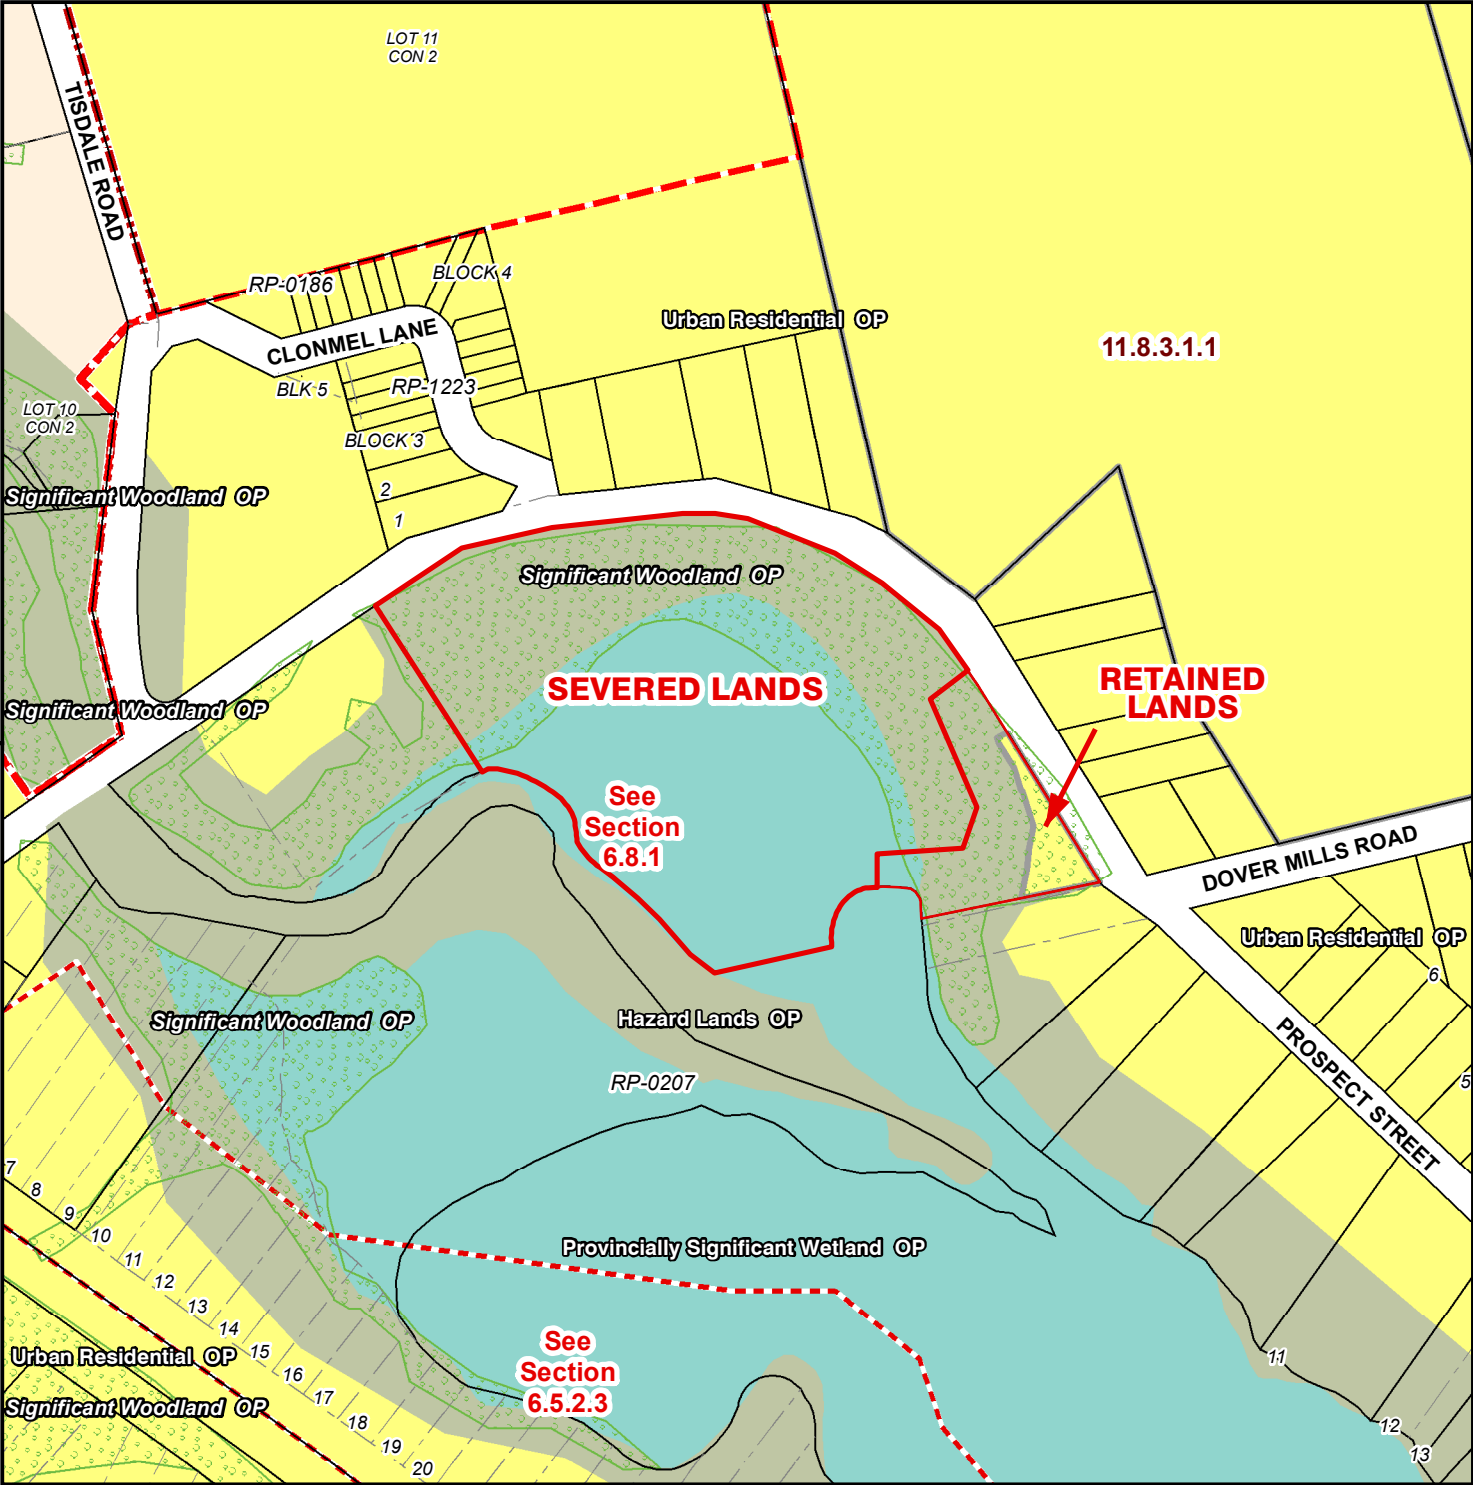 LOT 11
CON 2
TISDALE ROAD
RP-0186
BLOCK 4
CLONMEL LANE
Urban Residential OP
11.8.3.1.1
BLK 5
RP-1223
LOT 10
CON 2
BLOCK 3
2
1
Significant Woodland OP
Significant Woodland OP
SEVERED LANDS
RETAINED
LANDS
Significant Woodland OP
See
Section
6.8.1
DOVER MILLS ROAD
Urban Residential OP
6
Significant Woodland OP
Hazard Lands OP
RP-0207
PROSPECT STREET
5
7
8
9
10
11
12
13
14
15
16
17
18
19
20
Provincially Significant Wetland OP
See
Section
6.5.2.3
Urban Residential OP
Significant Woodland OP
11
12
13